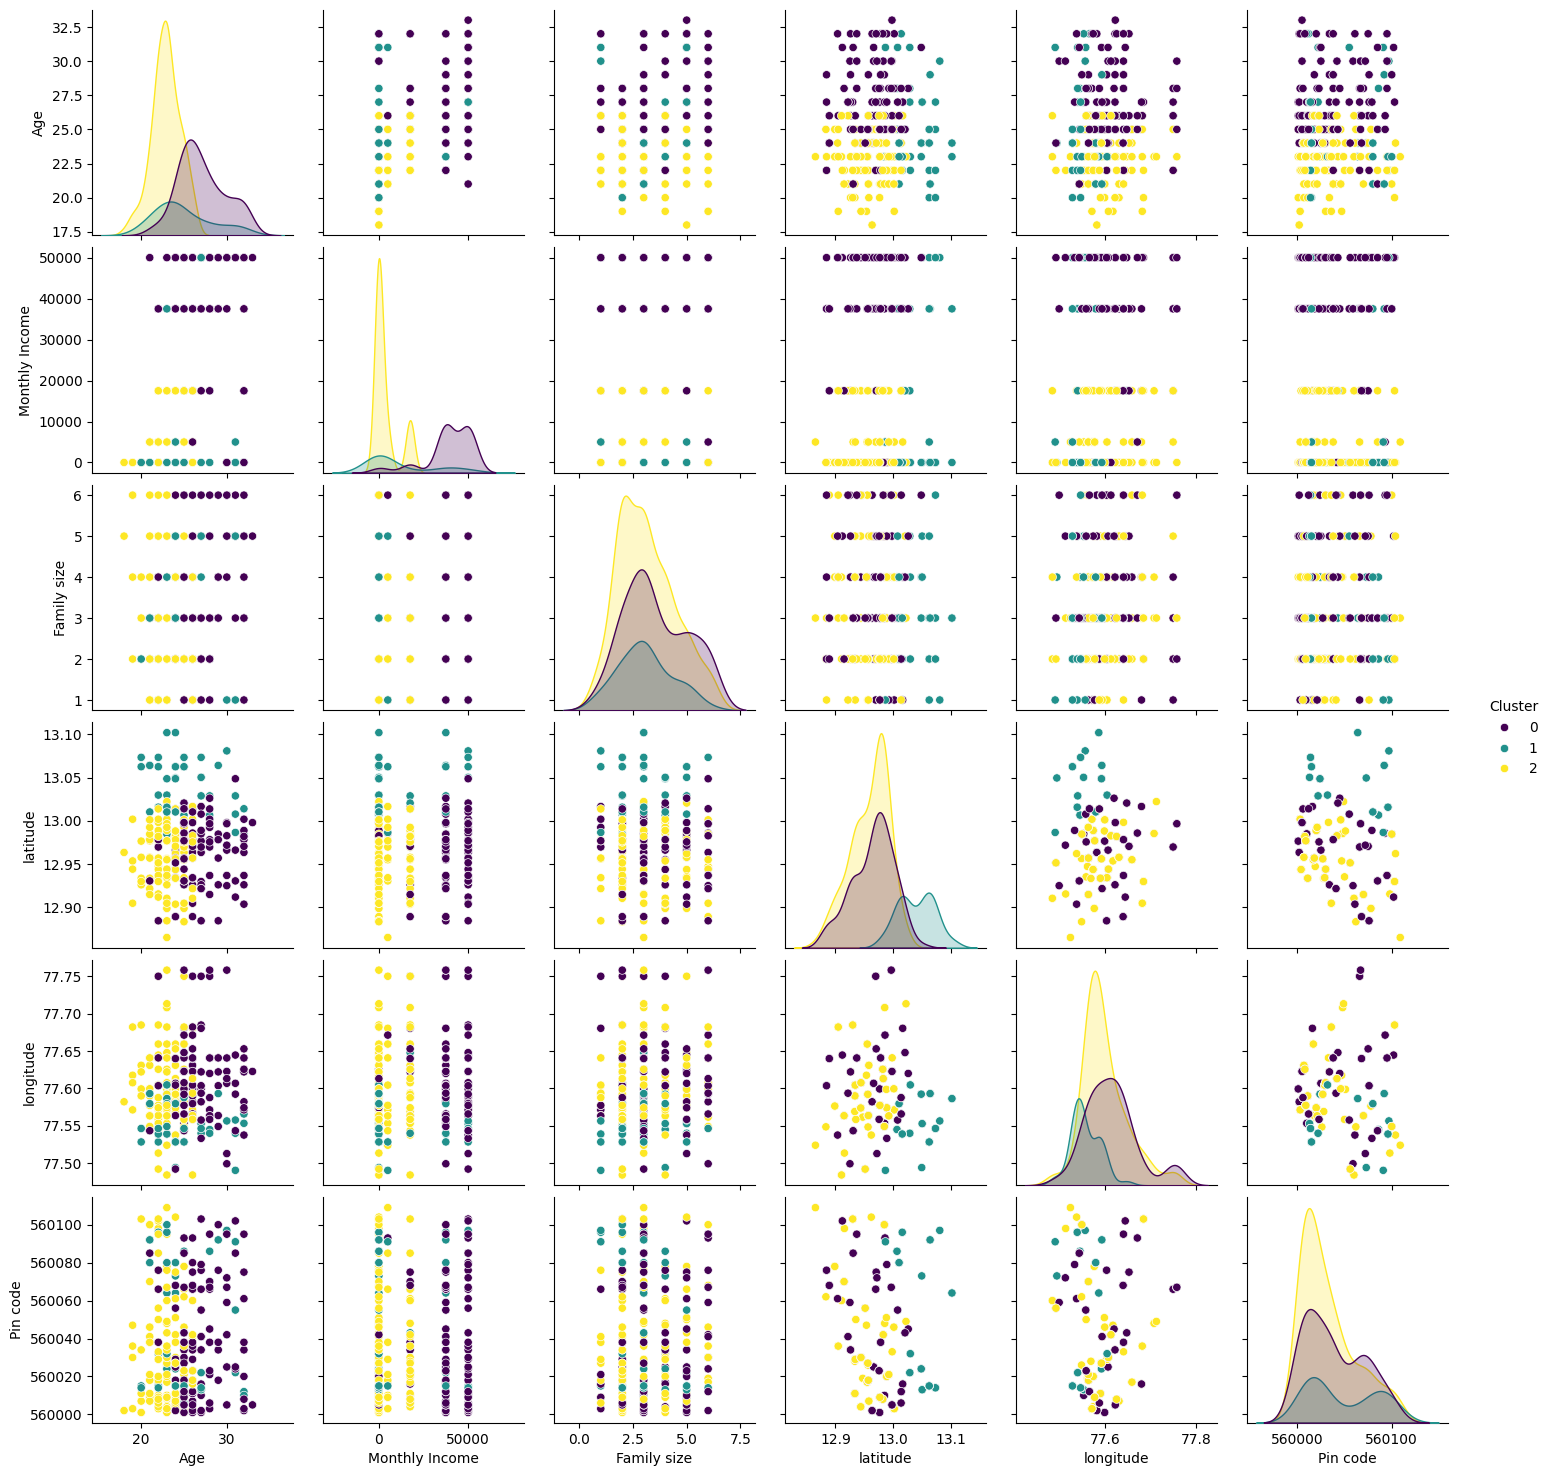 32.5
30.0
27.5
25.0
22.5
20.0
17.5
Age
50000
40000
30000
20000
10000
0
Monthly Income
6
5
4
3
2
1
Family size
Cluster
0
1
2
13.10
13.05
13.00
12.95
12.90
latitude
77.75
77.70
77.65
77.60
77.55
77.50
longitude
560100
560080
560060
560040
560020
560000
Pin code
20 30
0 50000
0.0 2.5 5.0 7.5
12.9 13.0 13.1
77.6 77.8
560000 560100
Age
Monthly Income
Family size
latitude
longitude
Pin code